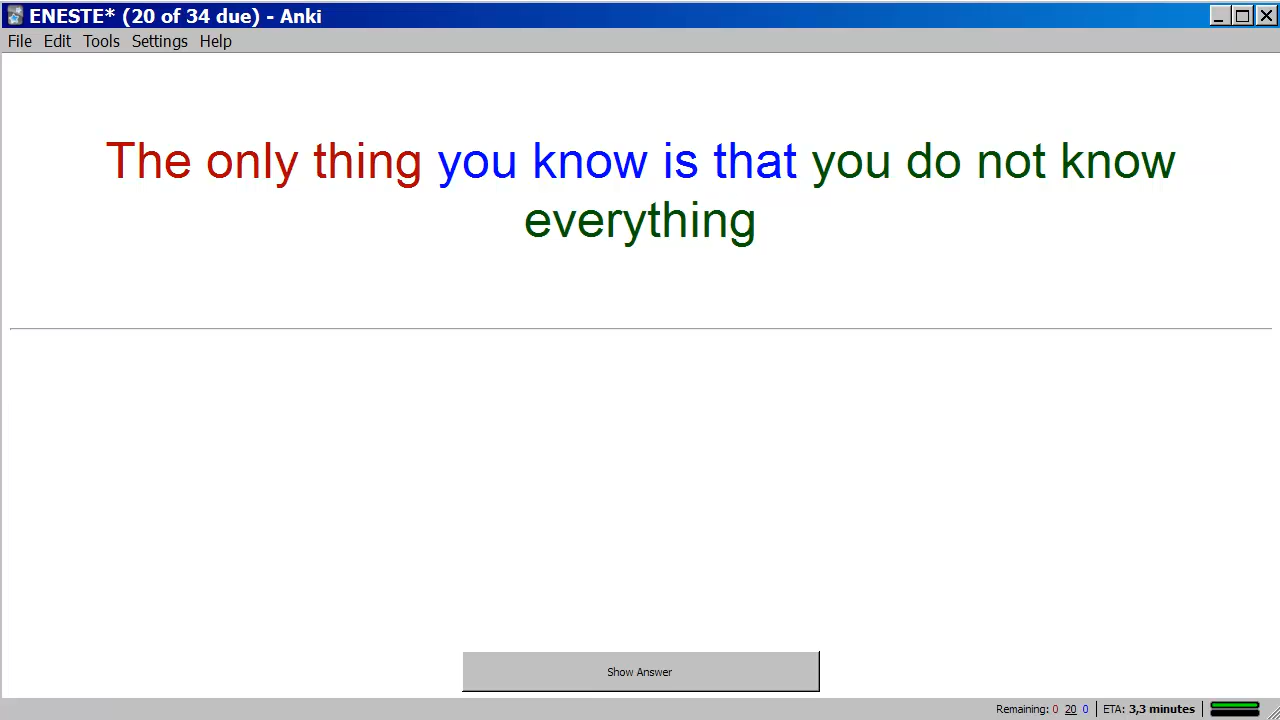 ENESTE* (20 of 34 due) - Anki
File Edit Tools Settings Help
The only thing you know is that you do not know
everything
Show Answer
Remaining: 0 20 0 ETA: 3,3 minutes